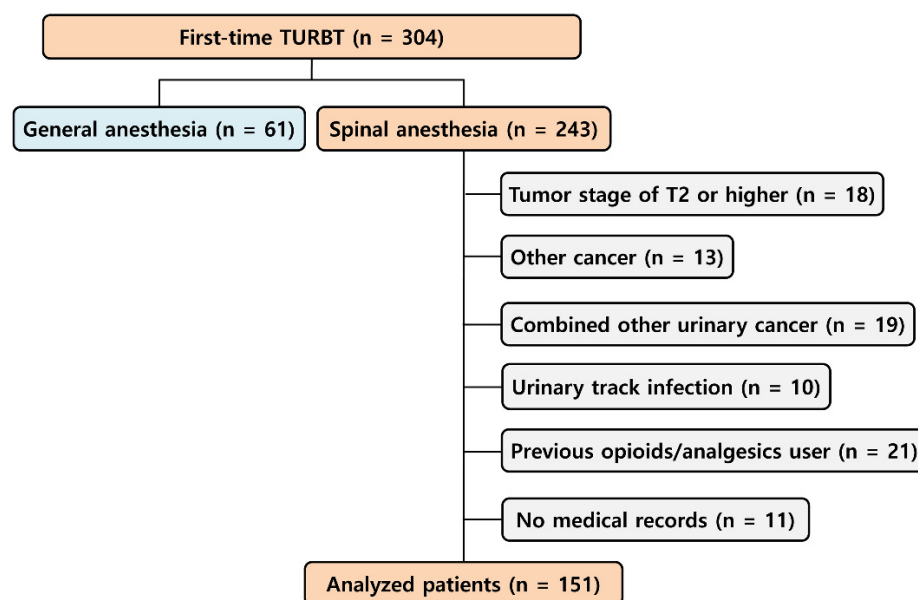 First-time TURBT (n = 304)
General anesthesia (n = 61)
Spinal anesthesia (n = 243)
Tumor stage of T2 or higher (n = 18)
Other cancer (n = 13)
Combined other urinary cancer (n = 19)
Urinary track infection (n = 10)
Previous opioids/analgesics user (n = 21)
No medical records (n = 11)
Analyzed patients (n = 151)